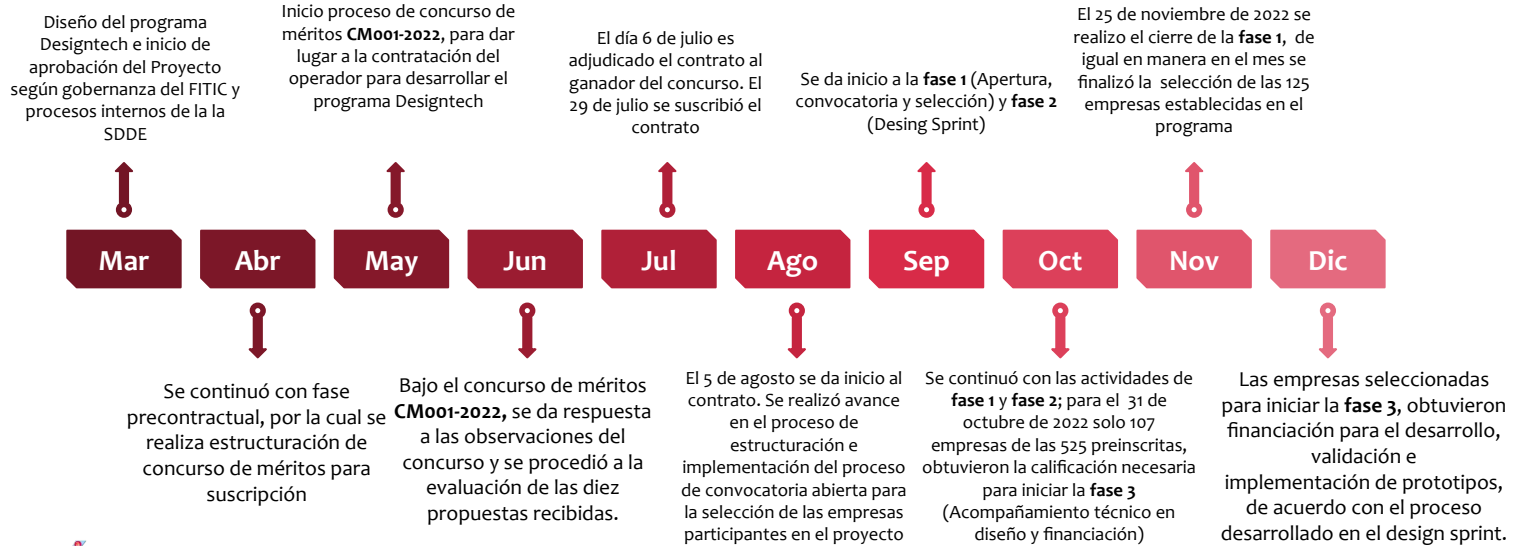 Diseño del programa
Designtech e inicio de
aprobación del Proyecto
según gobernanza del FITIC y
procesos internos de la la
SDDE
Inicio proceso de concurso de
méritos CM001-2022, para dar
lugar a la contratación del
operador para desarrollar el
programa Designtech
El día 6 de julio es
adjudicado el contrato al
ganador del concurso. El
29 de julio se suscribió el
contrato
Se da inicio a la fase 1 (Apertura,
convocatoria y selección) y fase 2
(Desing Sprint)
El 25 de noviembre de 2022 se
realizo el cierre de la fase 1, de
igual en manera en el mes se
finalizó la selección de las 125
empresas establecidas en el
programa
Mar
Abr
May
Jun
Jul
Ago
Sep
Oct
Nov
Dic
Se continuó con fase
precontractual, por la cual se
realiza estructuración de
concurso de méritos para
suscripción
Bajo el concurso de méritos
CM001-2022, se da respuesta
a las observaciones del
concurso y se procedió a la
evaluación de las diez
propuestas recibidas.
El 5 de agosto se da inicio al
contrato. Se realizó avance
en el proceso de
estructuración e
implementación del proceso
de convocatoria abierta para
la selección de las empresas
participantes en el proyecto
Se continuó con las actividades de
fase 1 y fase 2; para el 31 de
octubre de 2022 solo 107
empresas de las 525 preinscritas,
obtuvieron la calificación necesaria
para iniciar la fase 3
(Acompañamiento técnico en
diseño y financiación)
Las empresas seleccionadas
para iniciar la fase 3, obtuvieron
financiación para el desarrollo,
validación e
implementación de prototipos,
de acuerdo con el proceso
desarrollado en el design sprint.